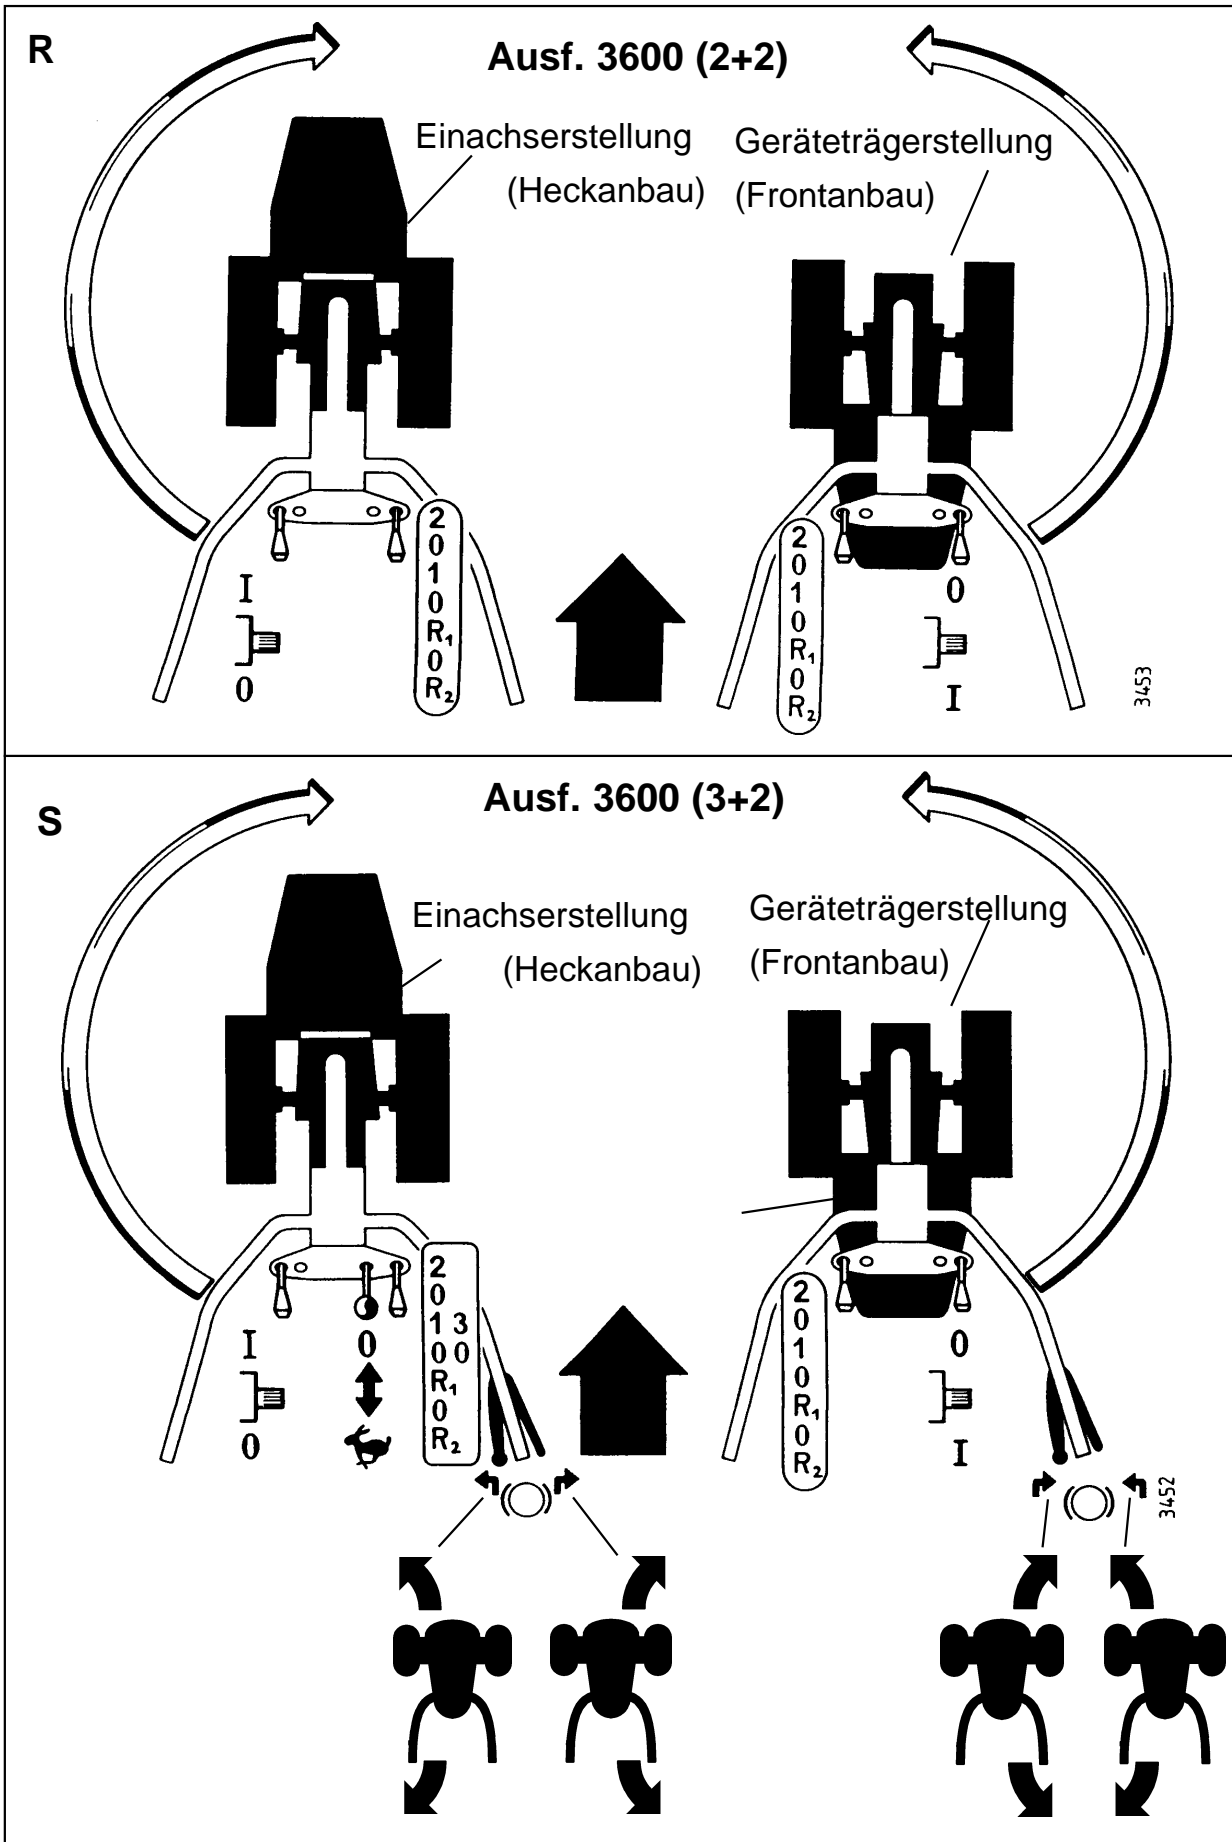 R
Ausf. 3600 (2+2)
Einachserstellung
(Heckanbau)
Geräteträgerstellung
(Frontanbau)
2
0
1
0
R1
0
R2
I
0
2
0
1
0
R1
0
R2
0
I
3453
S
Ausf. 3600 (3+2)
Einachserstellung
(Heckanbau)
Geräteträgerstellung
(Frontanbau)
I
0
0
2
0
1 3
0 0
R1
0
R2
2
0
1
0
R1
0
R2
0
I
3452